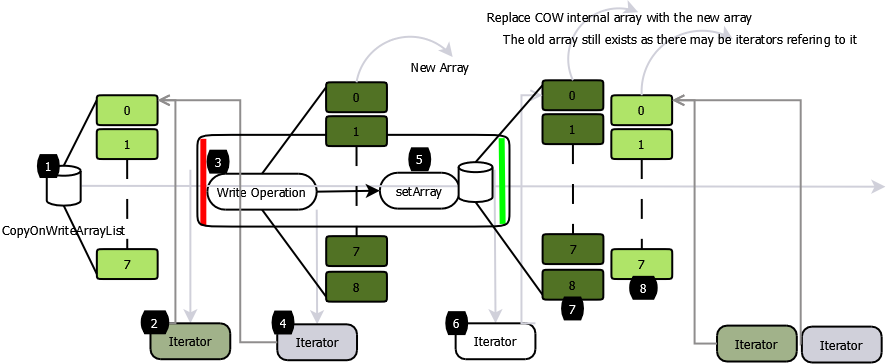 Replace COW internal array with the new array
The old array still exists as there may be iterators refering to it
New Array
0
0
0
0
1
1
1
1
3
5
1
Write Operation
setArray
CopyOnWriteArrayList
7
7
7
7
8
8
8
7
2
4
6
Iterator
Iterator
Iterator
Iterator
Iterator